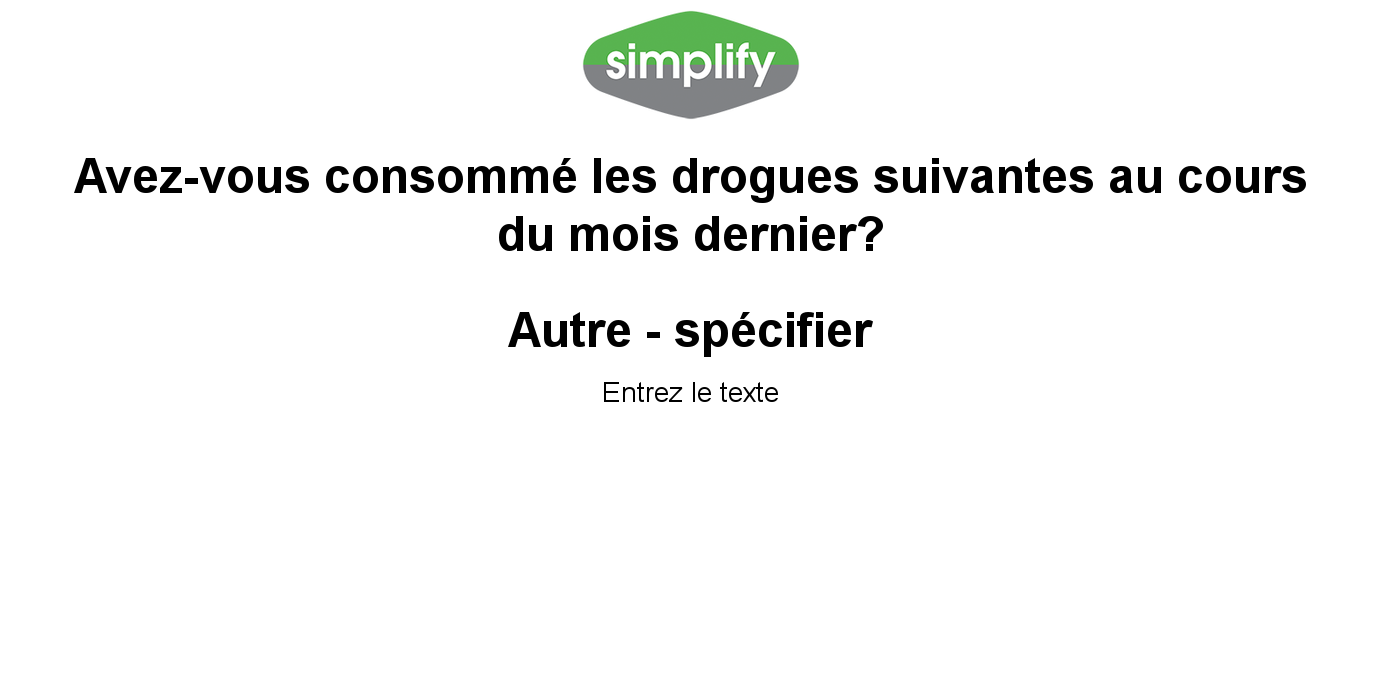 simplify
Avez-vous consommé les drogues suivantes au cours
du mois dernier?
Autre - spécifier
Entrez le texte